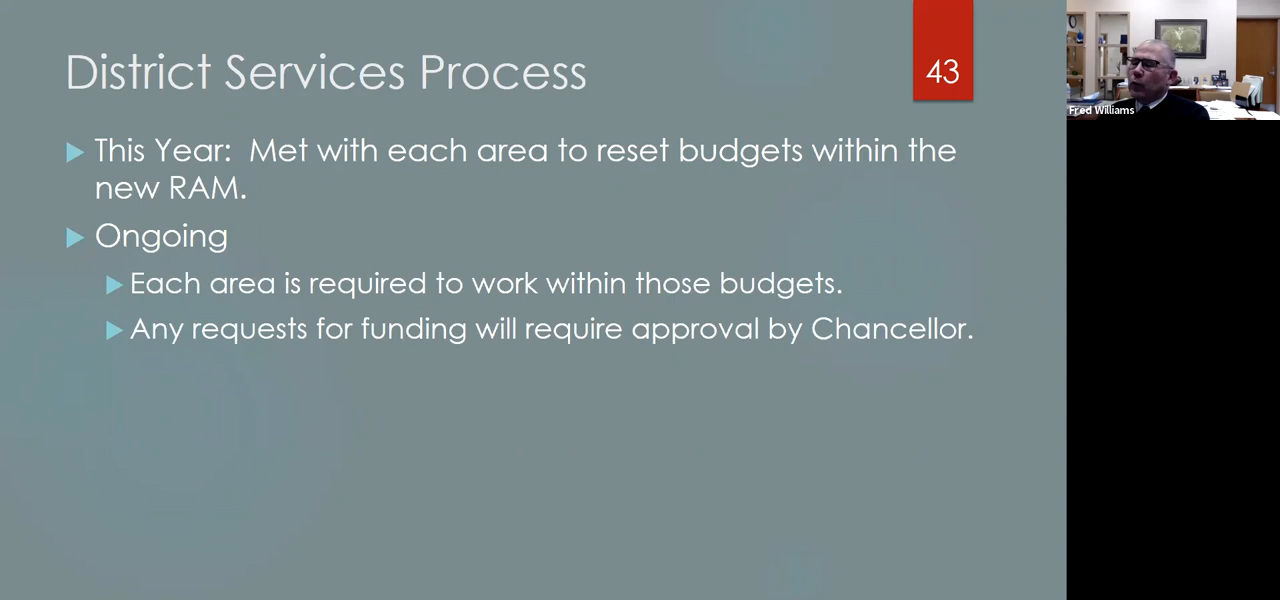 District Services Process
43
This Year:  Met with each area to reset budgets within the
new RAM.
Ongoing
Each area is required to work within those budgets.
Any requests for funding will require approval by Chancellor.
Fred Williams